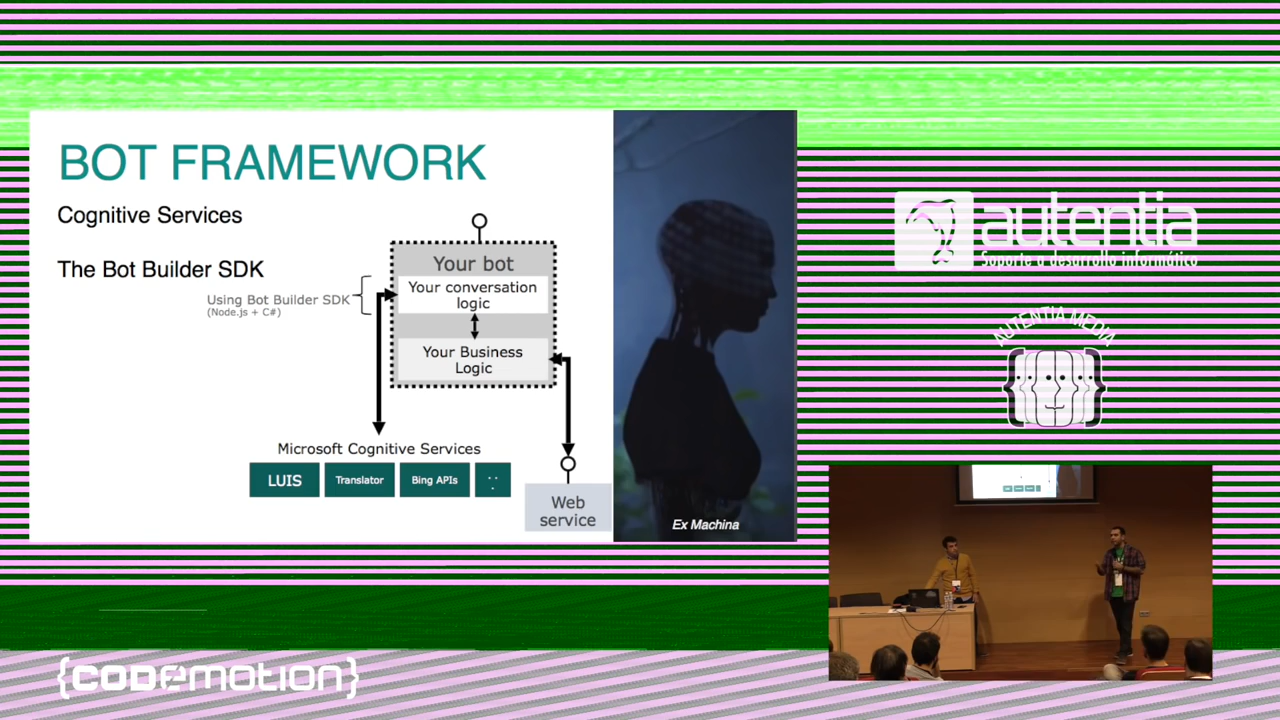 BOT FRAMEWORK
Cognitive Services
The Bot Builder SDK
Using Bot Builder SDK
(Node.js + C#)
Your bot
Your conversation
logic
Your Business
Logic
Microsoft Cognitive Services
LUIS
Translator
Bing APIs
Web
service
Ex Machina
autentia
Soporte a desarrollo informático
AUTENTIA MEDIA
{CODEMOTION}